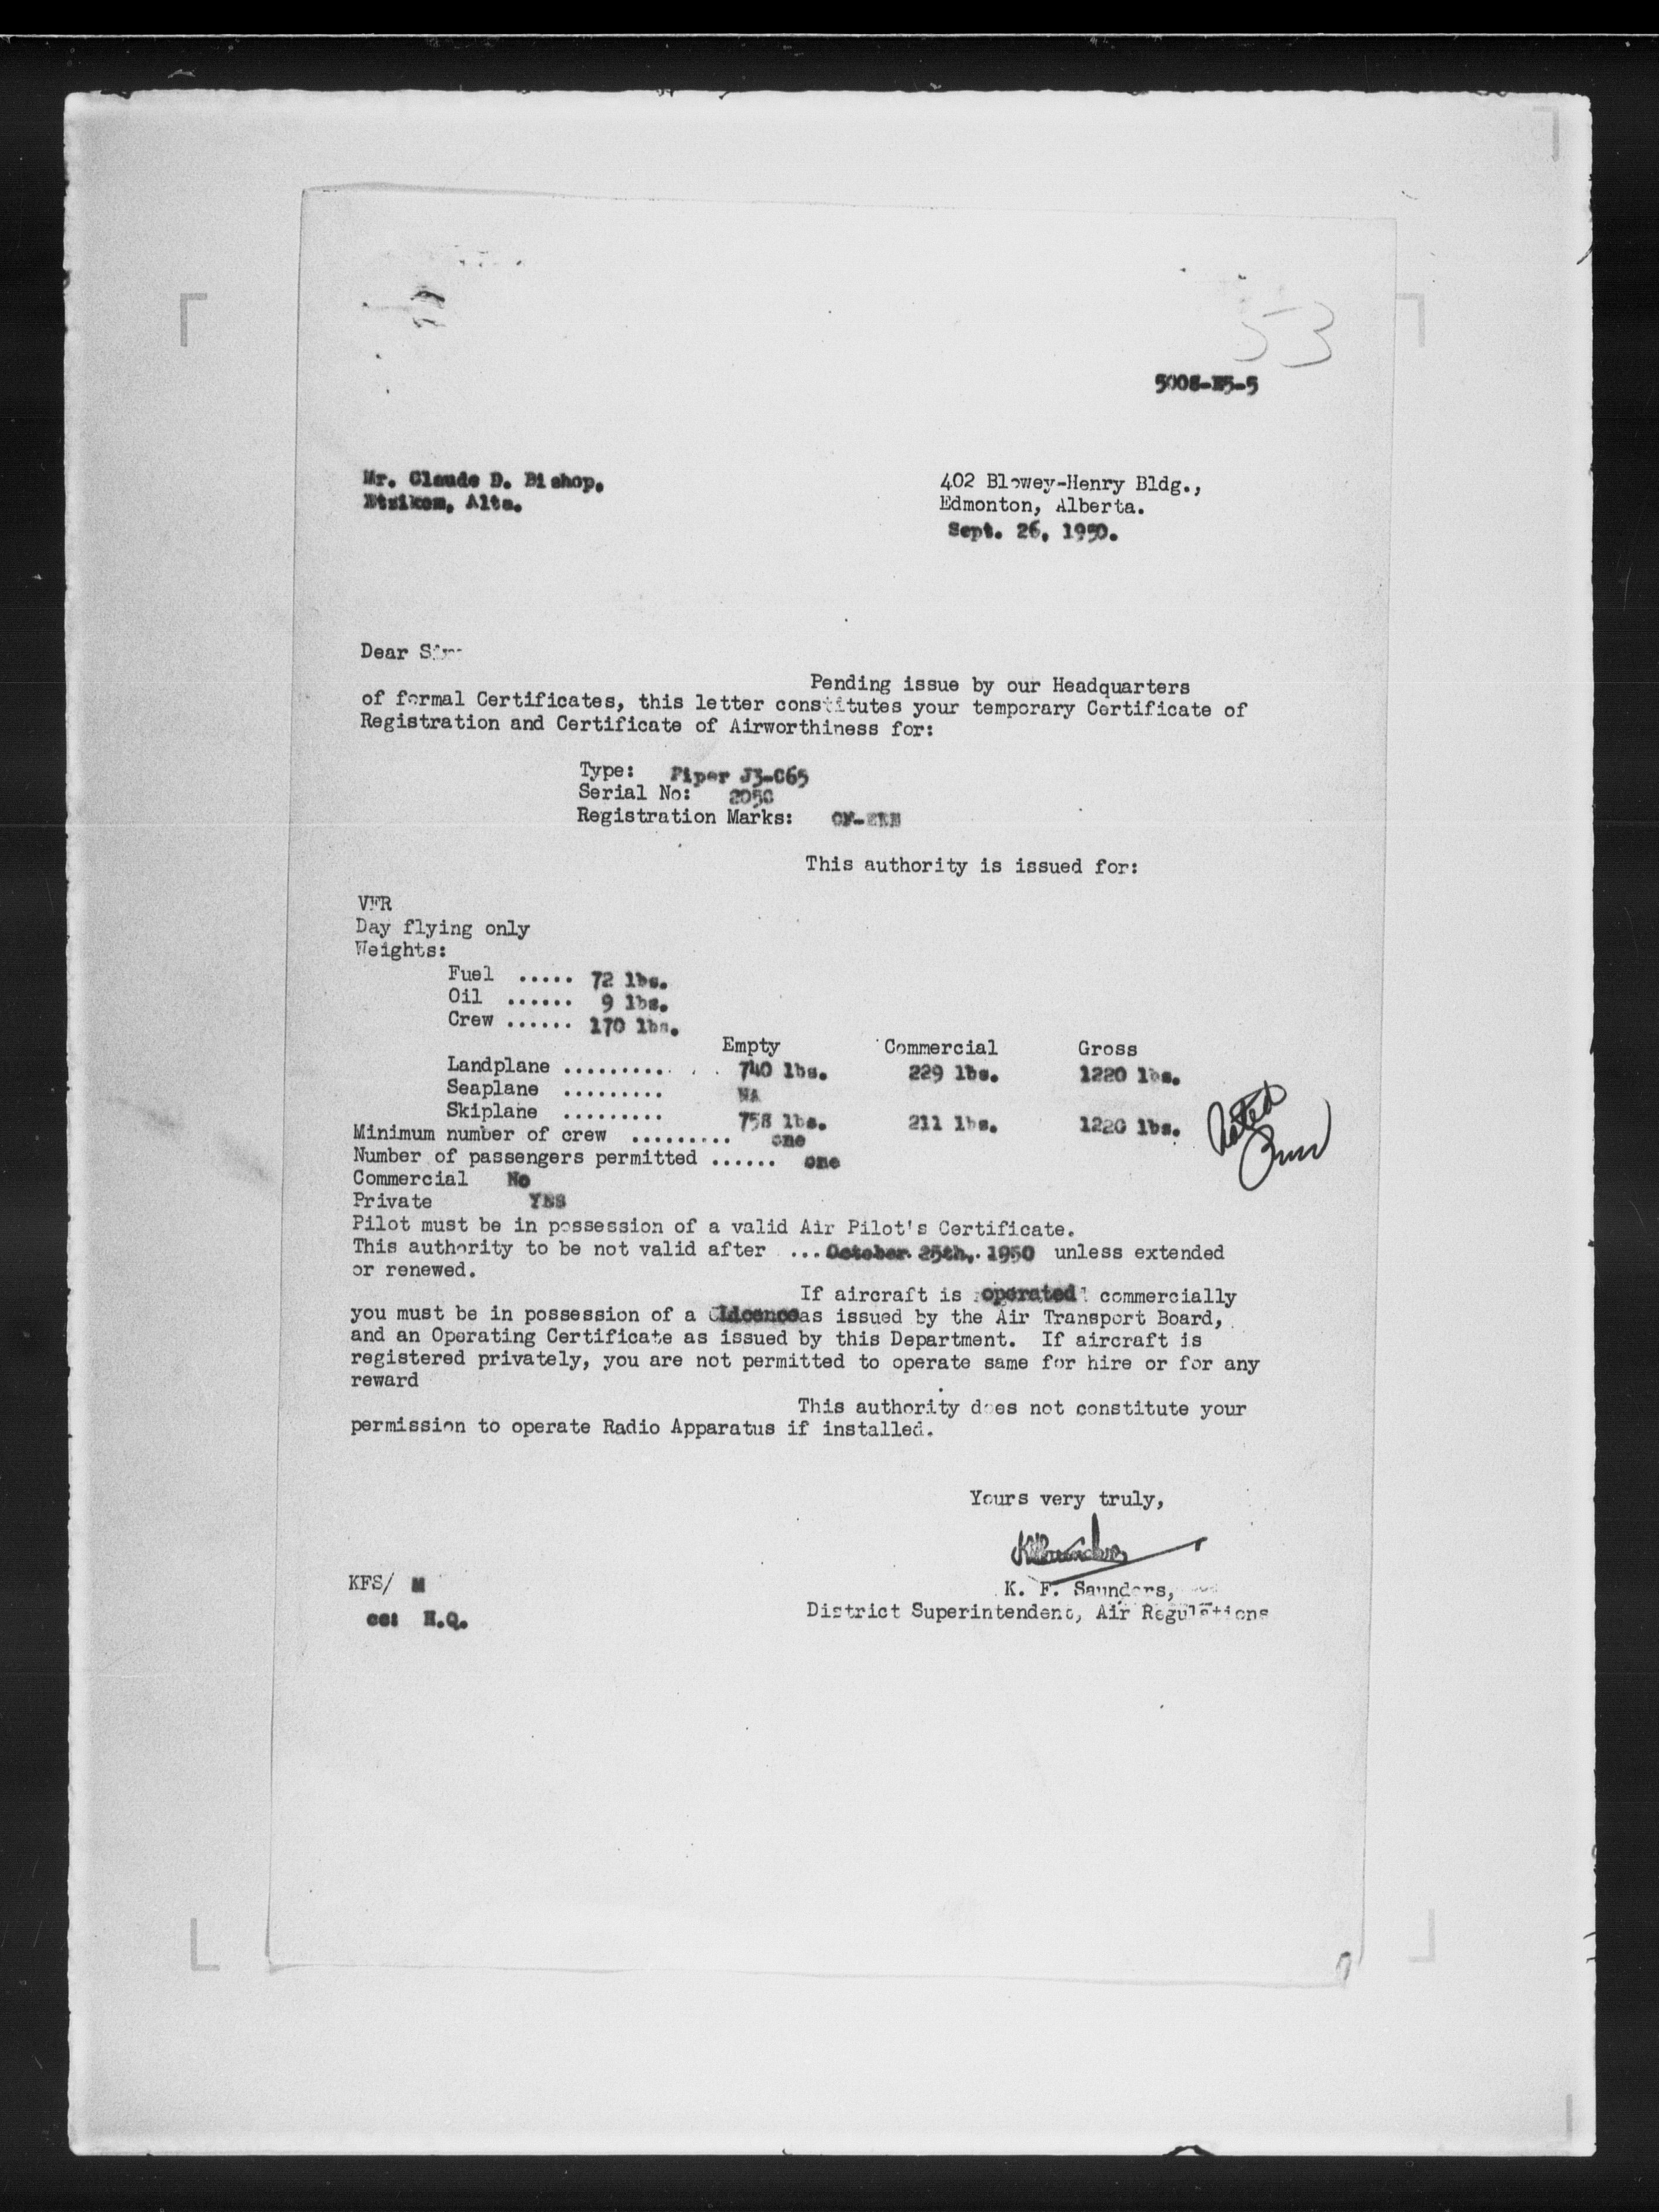 53
5008-E5-5
Mr. Claude D. Bishop,
Etzikom, Alta.
402 Blowey-Henry Bldg.,
Edmonton, Alberta.
Sept. 26, 1950.
Dear Sir
Pending issue by our Headquarters
of formal Certificates, this letter constitutes your temporary Certificate of
Registration and Certificate of Airworthiness for:
Type: Piper J3-C65
Serial No:
Registration Marks:
This authority is issued for:
VFR
Day flying only
Weights:
Fuel ..... 72 lbs.
Oil ...... 9 lbs.
Crew ...... 170 lbs.
Empty Commercial Gross
Landplane .......... 740 lbs. 229 lbs. 1220 lbs.
Seaplane ......... NA
Skiplane ......... 758 lbs. 211 lbs. 1220 lbs.
Noted
Minimum number of crew ......... one
Number of passengers permitted ...... one
Commercial No
Private YES
Pilot must be in possession of a valid Air Pilot's Certificate.
This authority to be not valid after ... October 25th, 1950 unless extended
or renewed.
If aircraft is operated commercially
you must be in possession of a Licence as issued by the Air Transport Board,
and an Operating Certificate as issued by this Department. If aircraft is
registered privately, you are not permitted to operate same for hire or for any
reward
This authority does not constitute your
permission to operate Radio Apparatus if installed.
Yours very truly,
KFSaunders
K. F. Saunders,
District Superintendent, Air Regulations
KFS/ M
cc: H.Q.